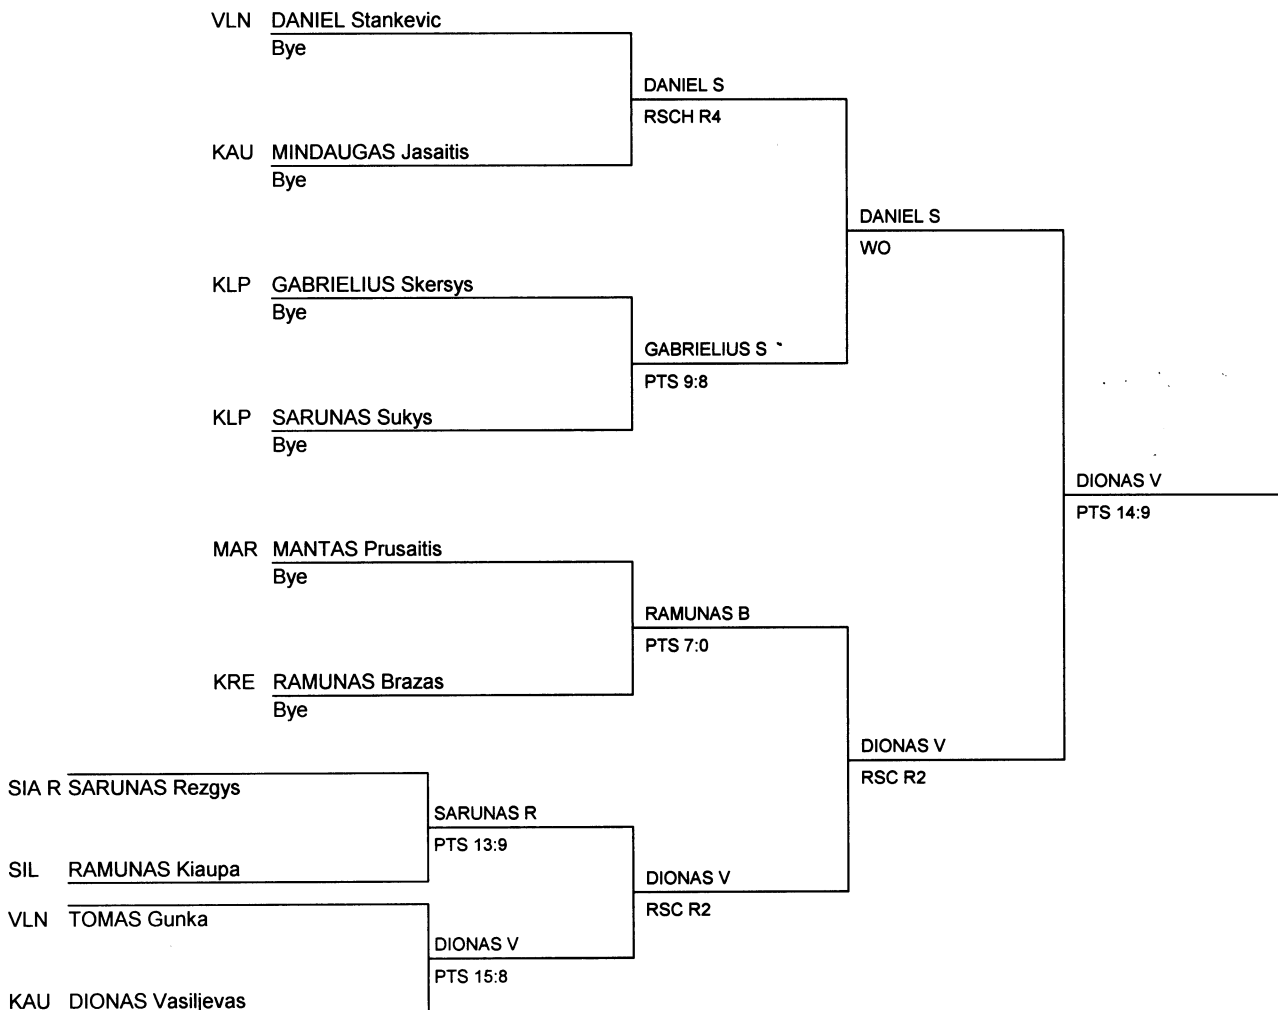 VLN DANIEL Stankevic
Bye
DANIEL S
RSCH R4
KAU MINDAUGAS Jasaitis
Bye
DANIEL S
WO
KLP GABRIELIUS Skersys
Bye
GABRIELIUS S
PTS 9:8
KLP SARUNAS Sukys
Bye
DIONAS V
PTS 14:9
MAR MANTAS Prusaitis
Bye
RAMUNAS B
PTS 7:0
KRE RAMUNAS Brazas
Bye
DIONAS V
RSC R2
SIA R SARUNAS Rezgys
SARUNAS R
PTS 13:9
SIL RAMUNAS Kiaupa
DIONAS V
RSC R2
VLN TOMAS Gunka
DIONAS V
PTS 15:8
KAU DIONAS Vasiljevas